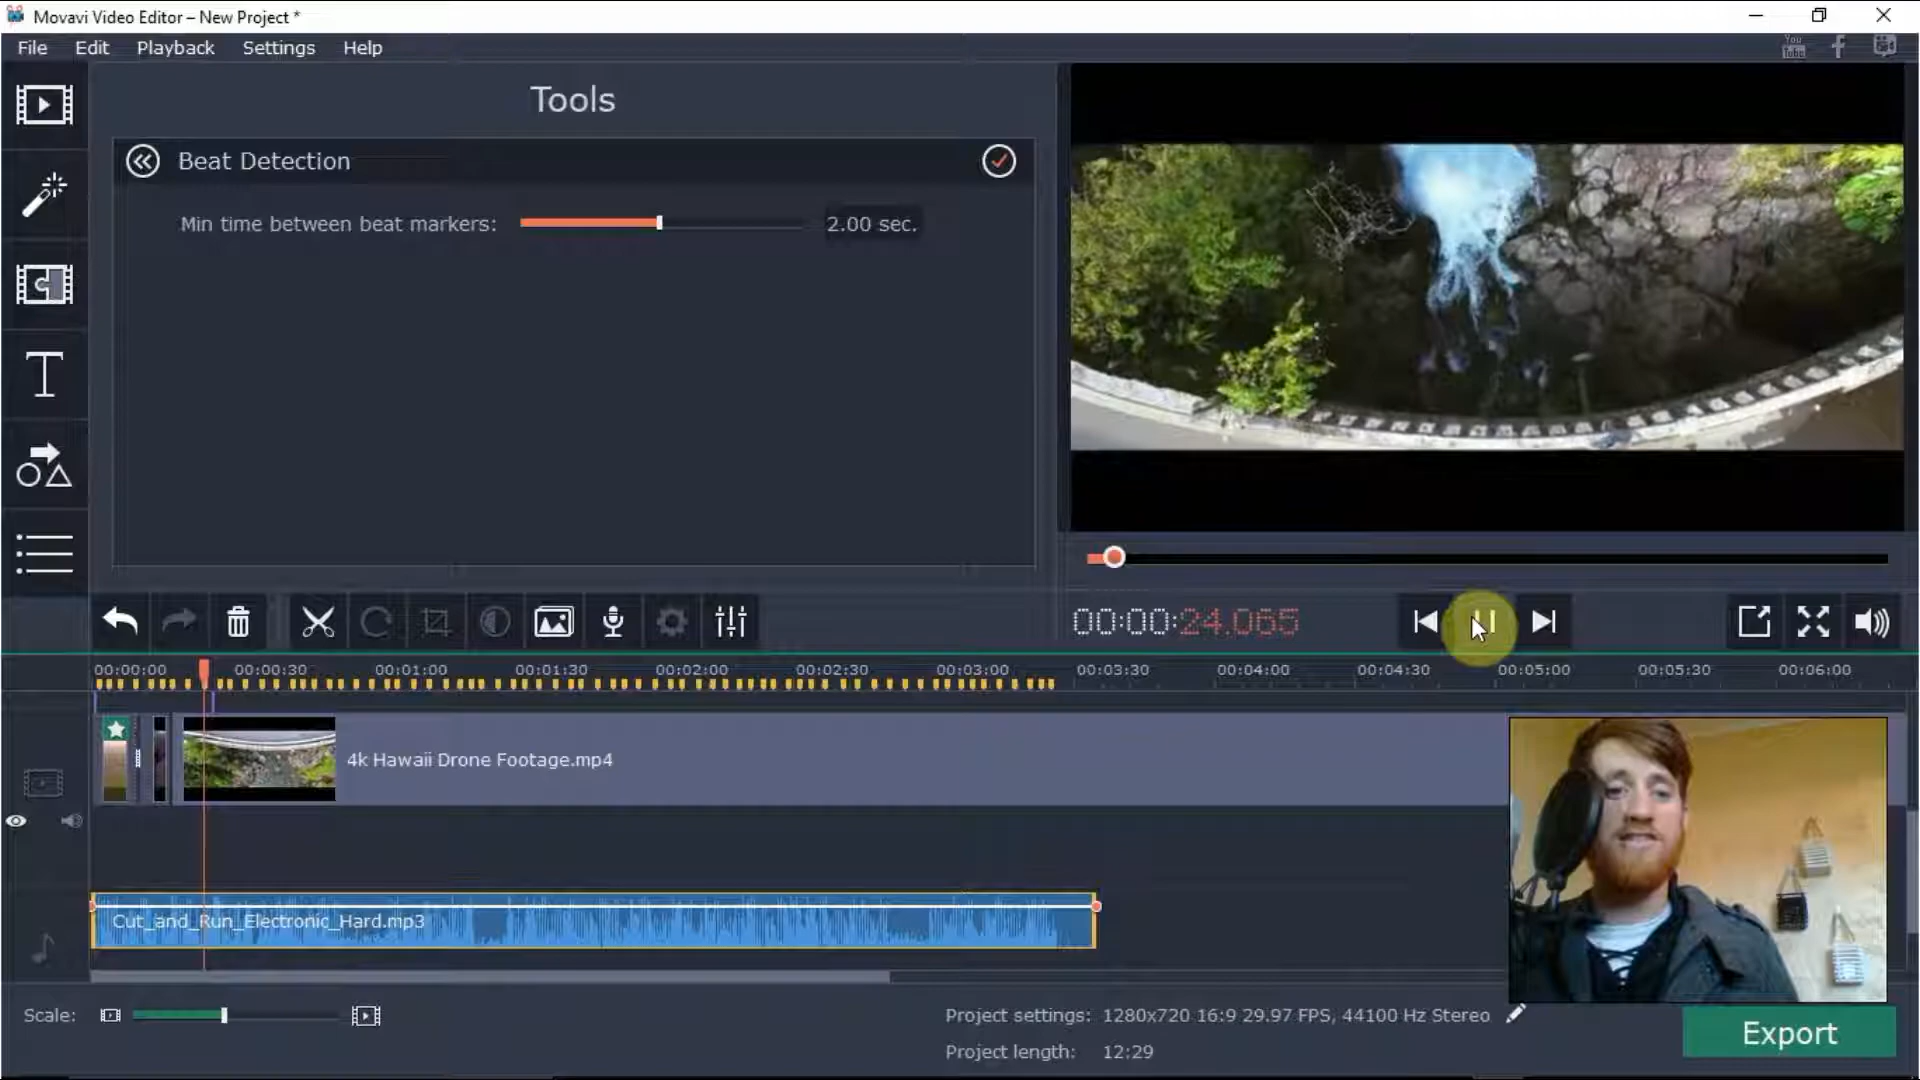 Movavi Video Editor – New Project *
File Edit Playback Settings Help
You
Tube
Tools
Beat Detection
Min time between beat markers: 2.00 sec.
00:00:24.065
00:00:00 00:00:30 00:01:00 00:01:30 00:02:00 00:02:30 00:03:00 00:03:30 00:04:00 00:04:30 00:05:00 00:05:30 00:06:00
4k Hawaii Drone Footage.mp4
Cut_and_Run_Electronic_Hard.mp3
Scale:
Project settings: 1280x720 16:9 29.97 FPS, 44100 Hz Stereo
Project length: 12:29
Export